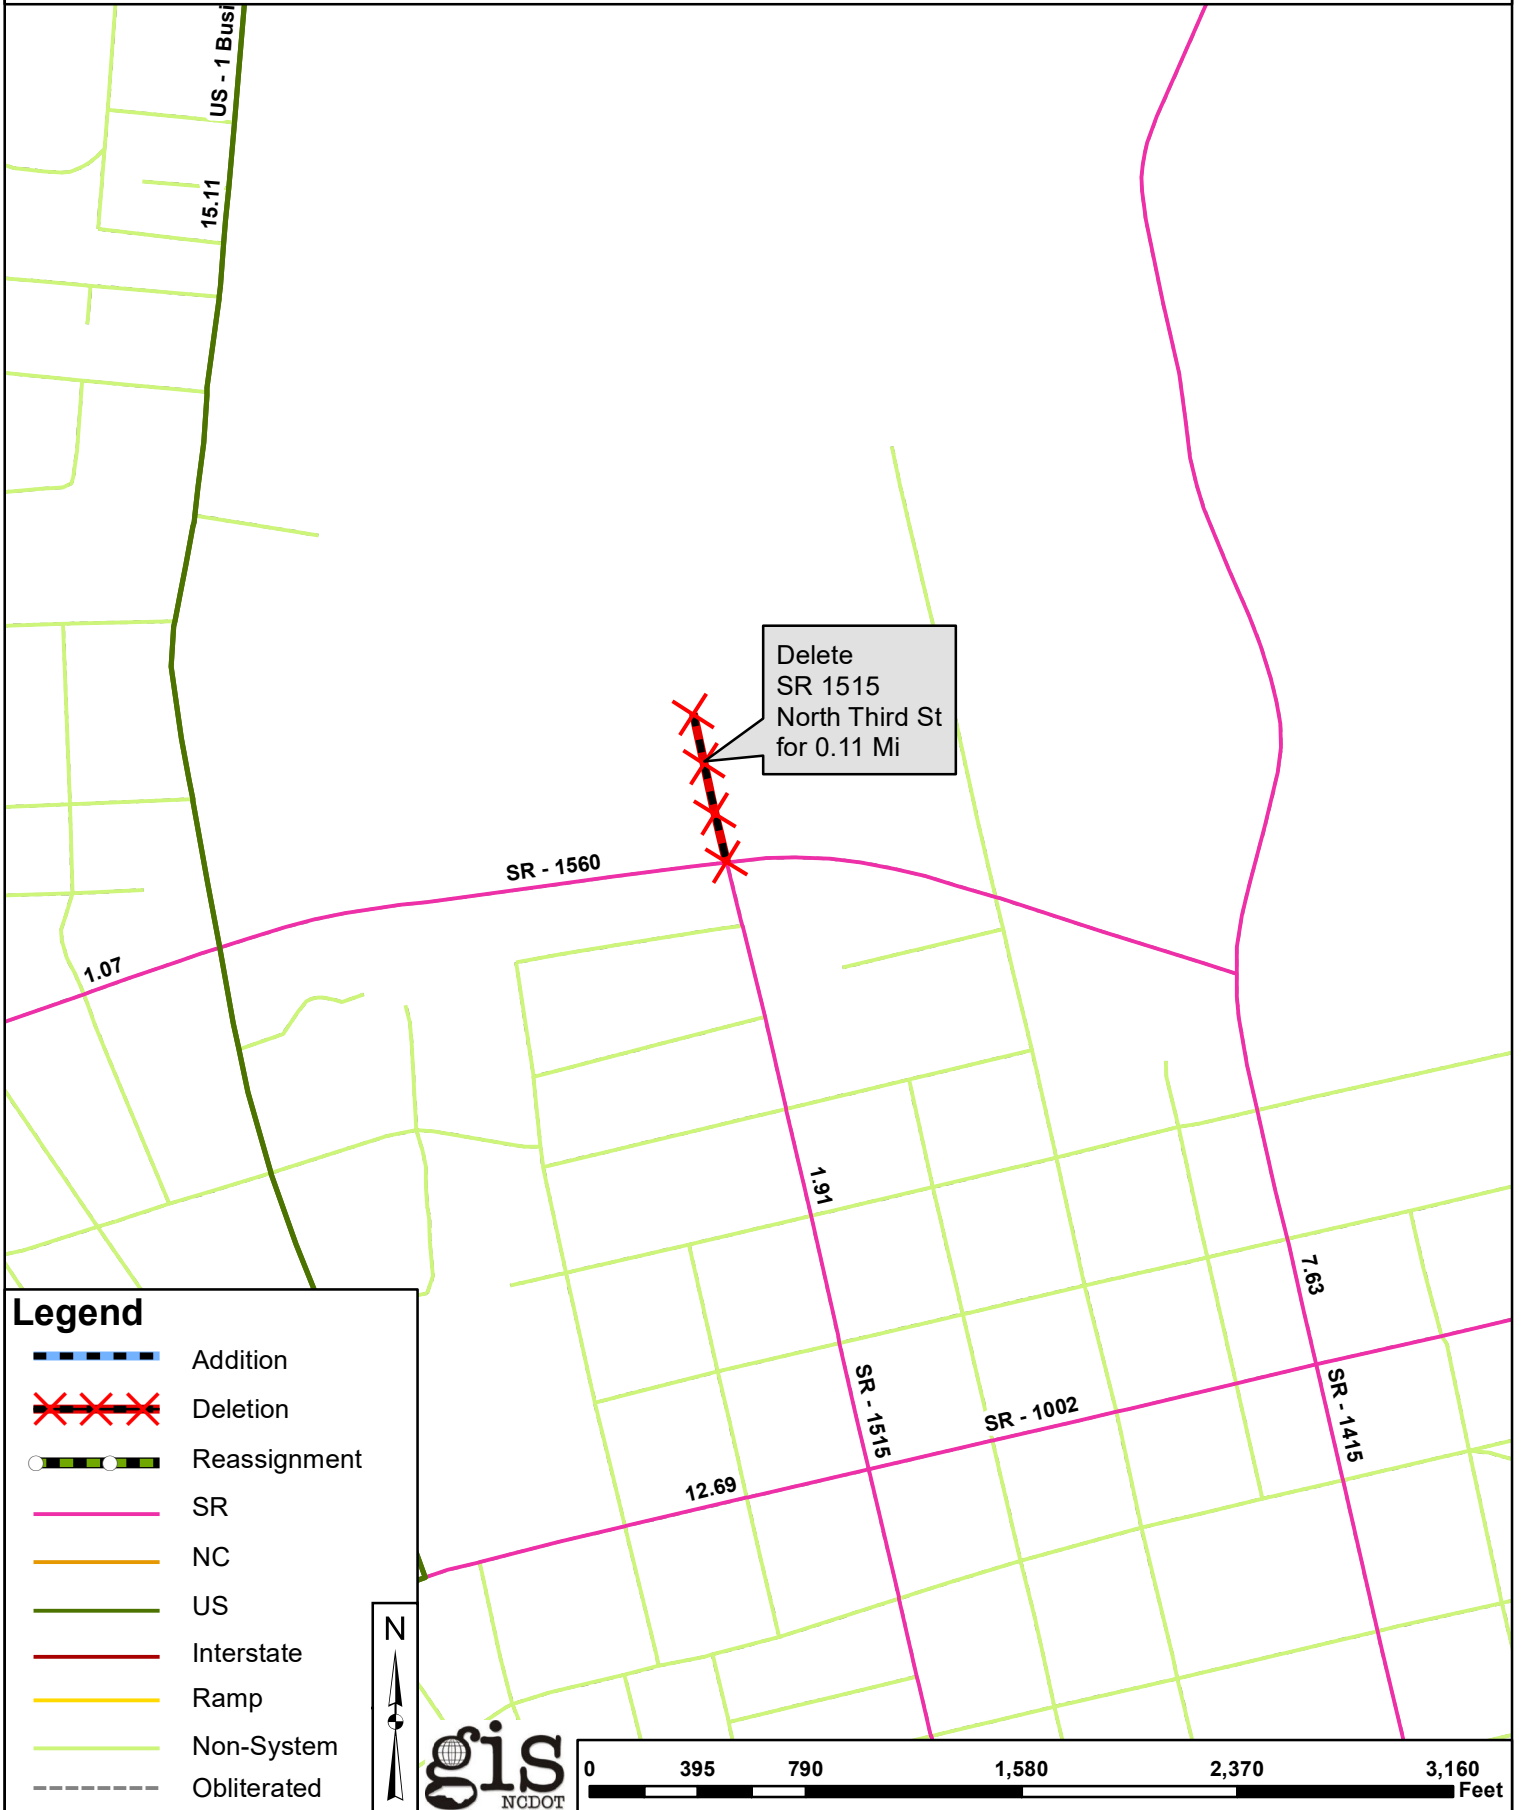 US - 1 Busi
15.11
Delete
SR 1515
North Third St
for 0.11 Mi
SR - 1560
1.07
1.91
7.63
SR - 1515
SR - 1002
SR - 1415
12.69
Legend
Addition
Deletion
Reassignment
SR
NC
US
Interstate
Ramp
Non-System
Obliterated
N
gis
NCDOT
0 395 790 1,580 2,370 3,160
Feet